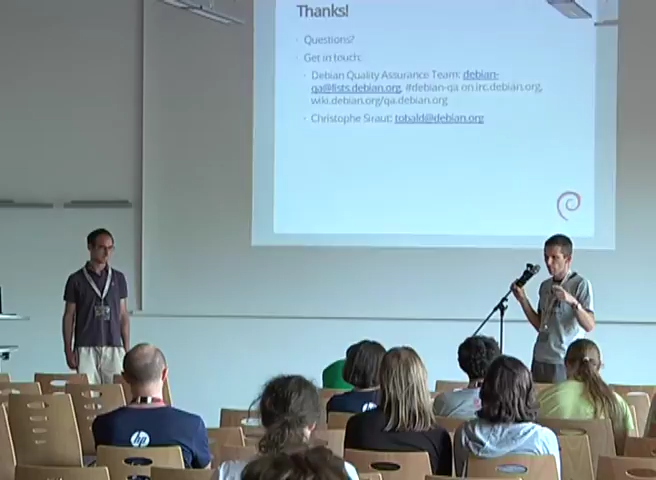 Thanks!
Questions?
Get in touch:
Debian Quality Assurance Team: debian-
qa@lists.debian.org, #debian-qa on irc.debian.org,
wiki.debian.org/qa.debian.org
Christophe Siraut: tobald@debian.org
hp